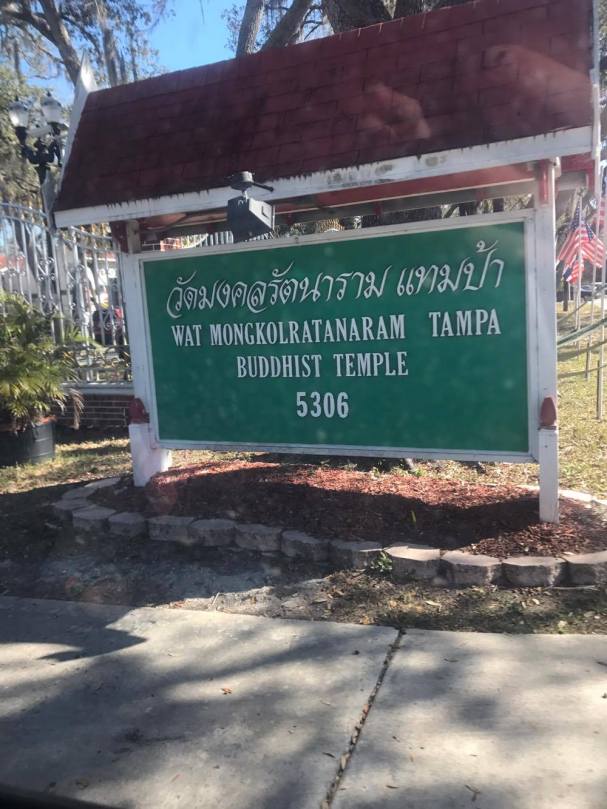 วัดมงคลรัตนาราม แทมป้า
WAT MONGKOLRATANARAM TAMPA
BUDDHIST TEMPLE
5306